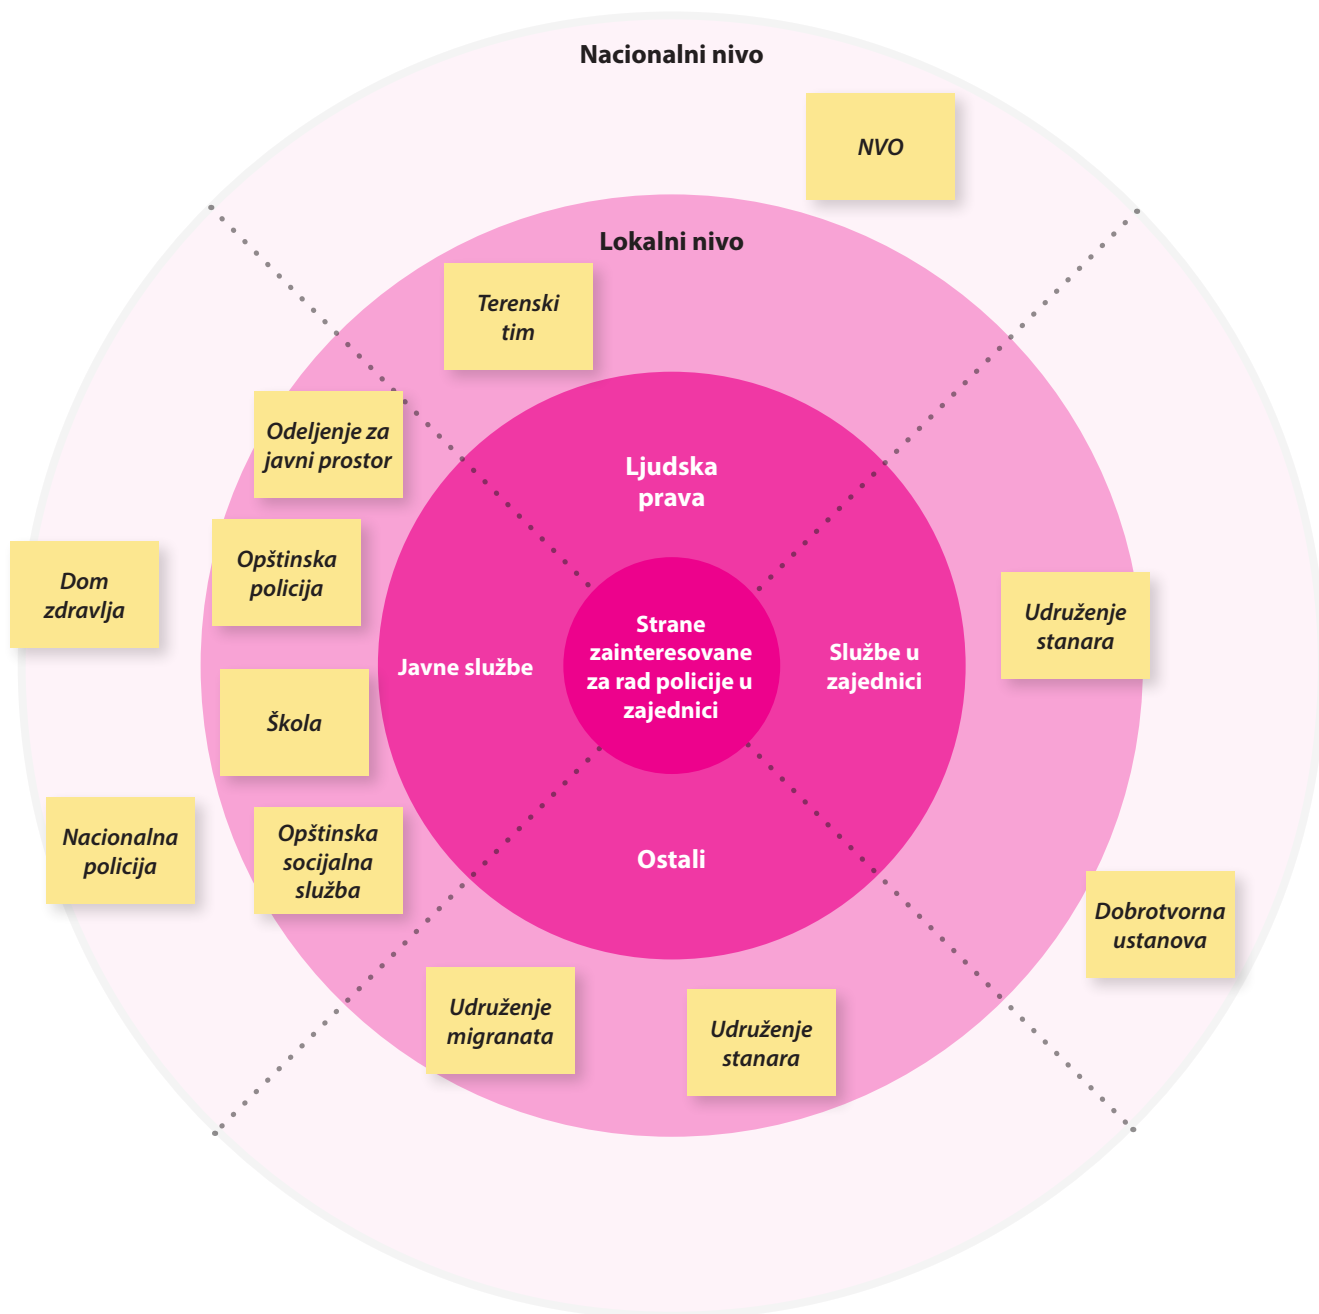 Nacionalni nivo
NVO
Lokalni nivo
Terenski
tim
Odeljenje za
javni prostor
Ljudska
prava
Opštinska
policija
Dom
zdravlja
Udruženje
stanara
Strane
zainteresovane
za rad policije u
zajednici
Javne službe
Službe u
zajednici
Škola
Nacionalna
policija
Opštinska
socijalna
služba
Ostali
Dobrotvorna
ustanova
Udruženje
migranata
Udruženje
stanara